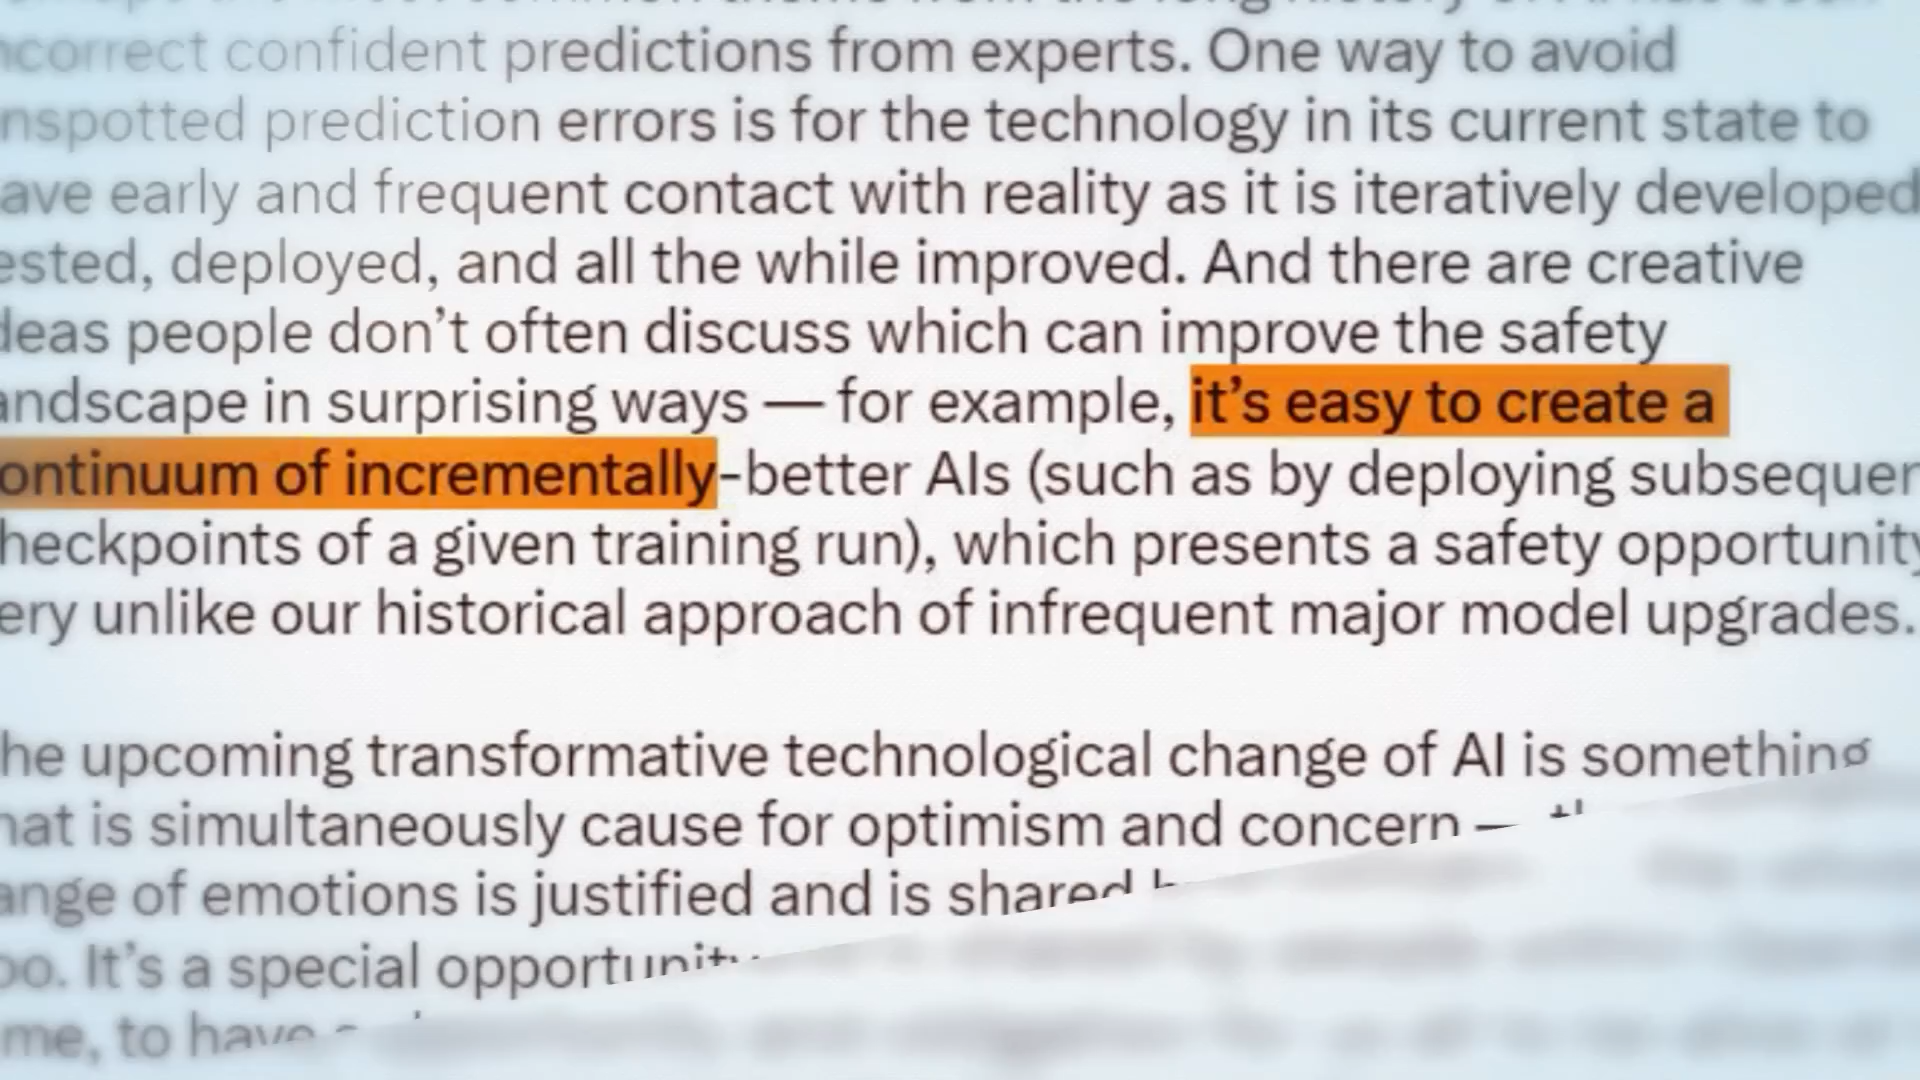 incorrect confident predictions from experts. One way to avoid
nspotted prediction errors is for the technology in its current state to
ave early and frequent contact with reality as it is iteratively developed
ested, deployed, and all the while improved. And there are creative
deas people don’t often discuss which can improve the safety
andscape in surprising ways — for example, it’s easy to create a
ontinuum of incrementally-better AIs (such as by deploying subsequen
heckpoints of a given training run), which presents a safety opportunity
ery unlike our historical approach of infrequent major model upgrades.
he upcoming transformative technological change of AI is something
hat is simultaneously cause for optimism and concern —
ange of emotions is justified and is shared
oo. It’s a special opportunity
me, to have